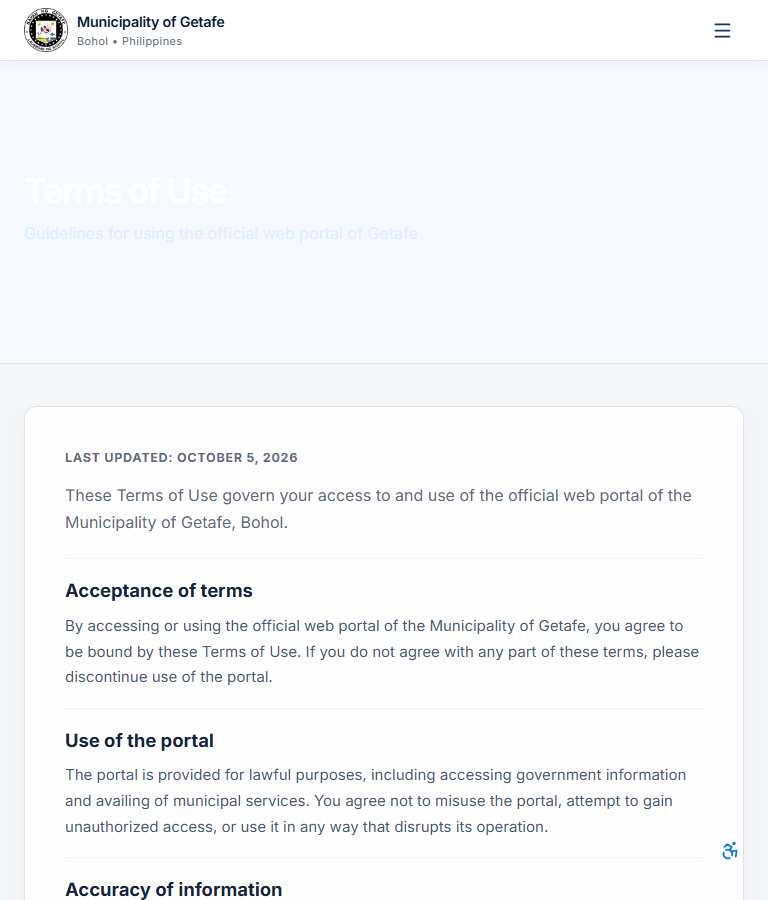 Municipality of Getafe
Bohol • Philippines
Terms of Use
Guidelines for using the official web portal of Getafe
LAST UPDATED: OCTOBER 5, 2026
These Terms of Use govern your access to and use of the official web portal of the
Municipality of Getafe, Bohol.
Acceptance of terms
By accessing or using the official web portal of the Municipality of Getafe, you agree to
be bound by these Terms of Use. If you do not agree with any part of these terms, please
discontinue use of the portal.
Use of the portal
The portal is provided for lawful purposes, including accessing government information
and availing of municipal services. You agree not to misuse the portal, attempt to gain
unauthorized access, or use it in any way that disrupts its operation.
Accuracy of information